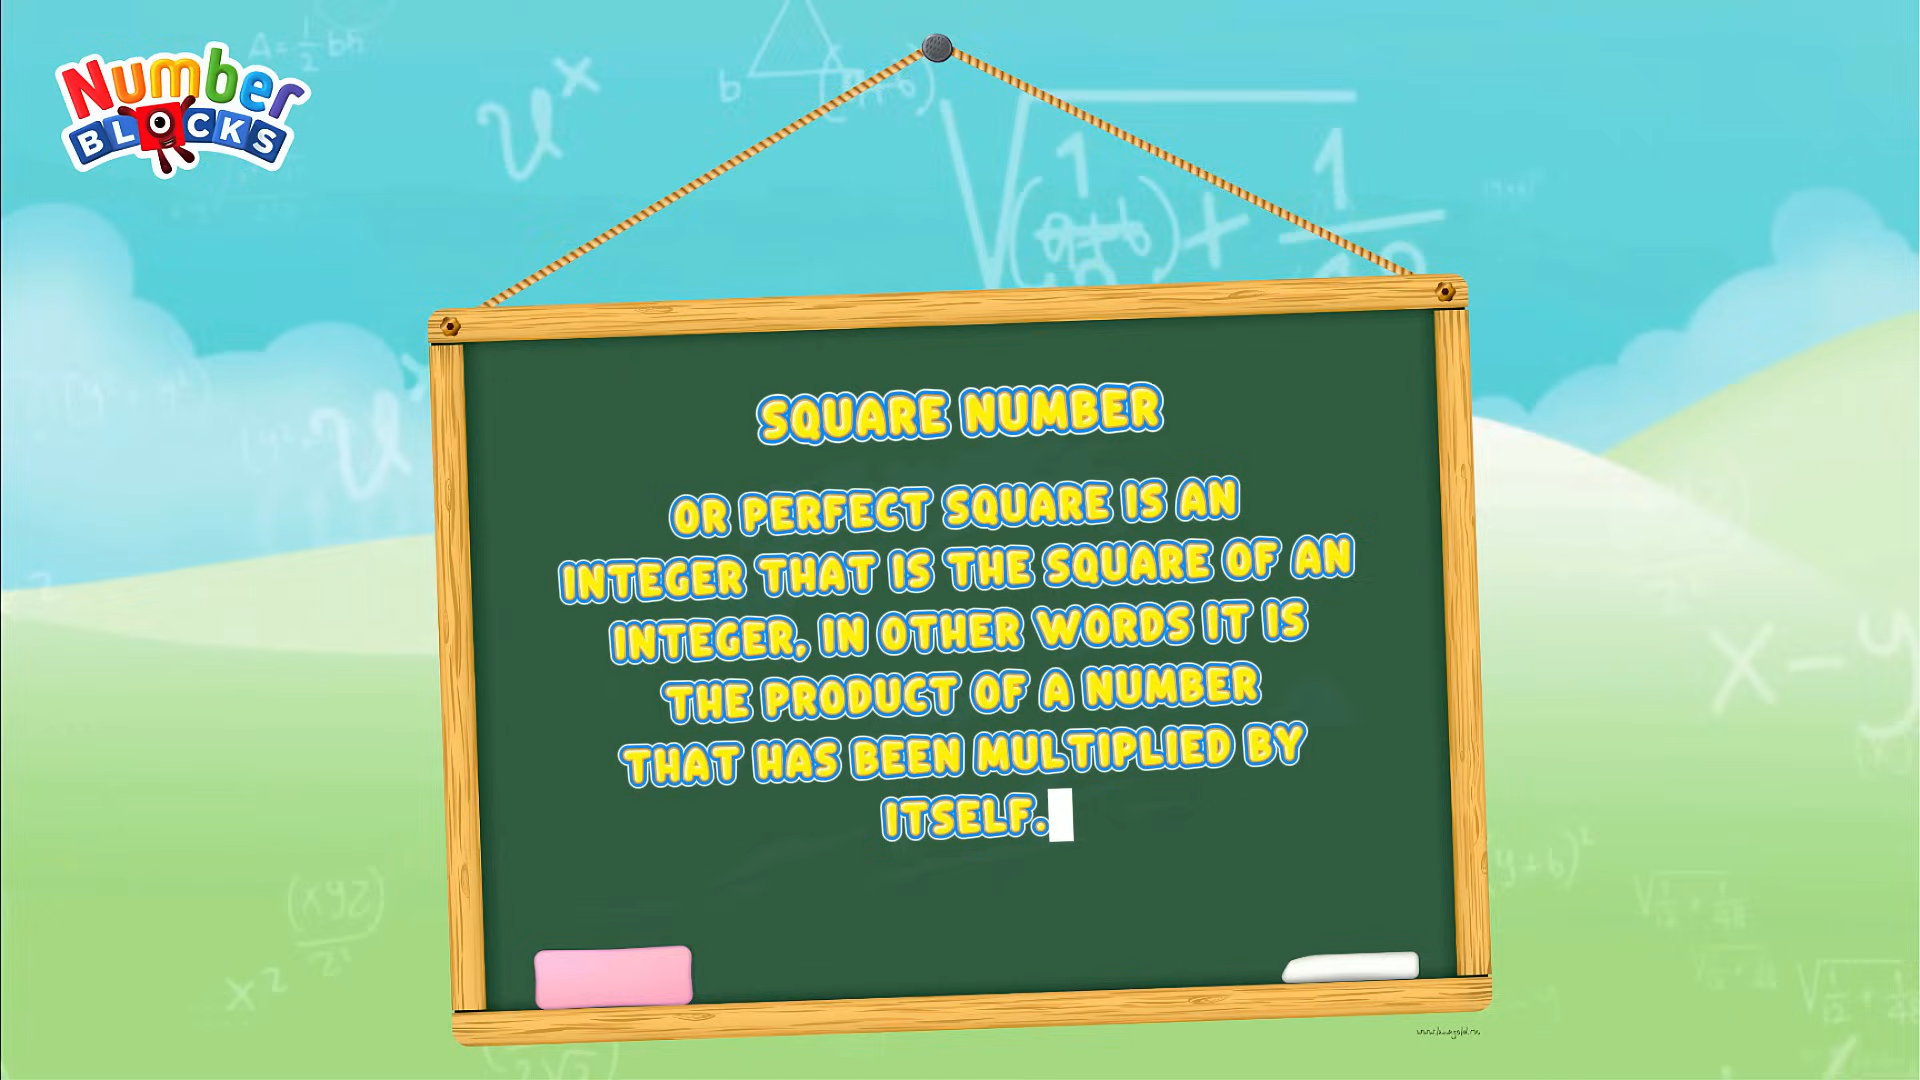 Number
BLOCKS
SQUARE NUMBER
OR PERFECT SQUARE IS AN
INTEGER THAT IS THE SQUARE OF AN
INTEGER, IN OTHER WORDS IT IS
THE PRODUCT OF A NUMBER
THAT HAS BEEN MULTIPLIED BY
ITSELF.